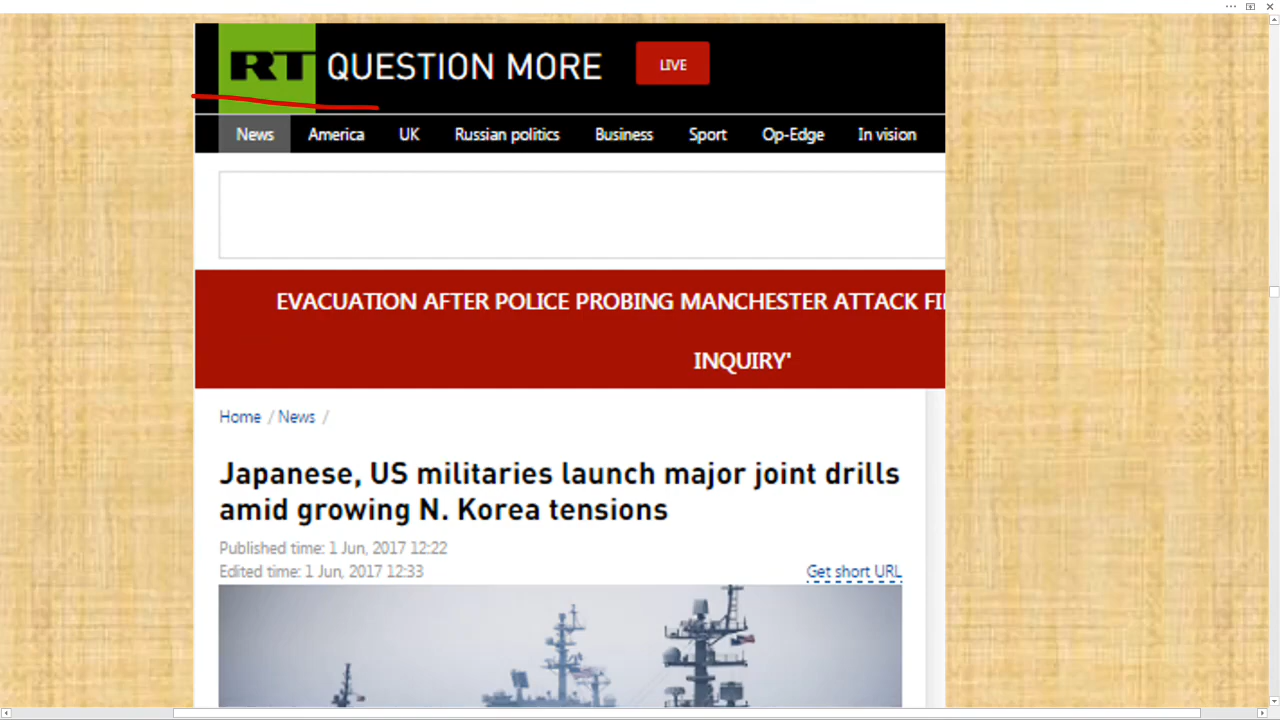 RT QUESTION MORE LIVE
News America UK Russian politics Business Sport Op-Edge In vision
EVACUATION AFTER POLICE PROBING MANCHESTER ATTACK
INQUIRY'
Home / News /
Japanese, US militaries launch major joint drills
amid growing N. Korea tensions
Published time: 1 Jun, 2017 12:22
Edited time: 1 Jun, 2017 12:33
Get short URL